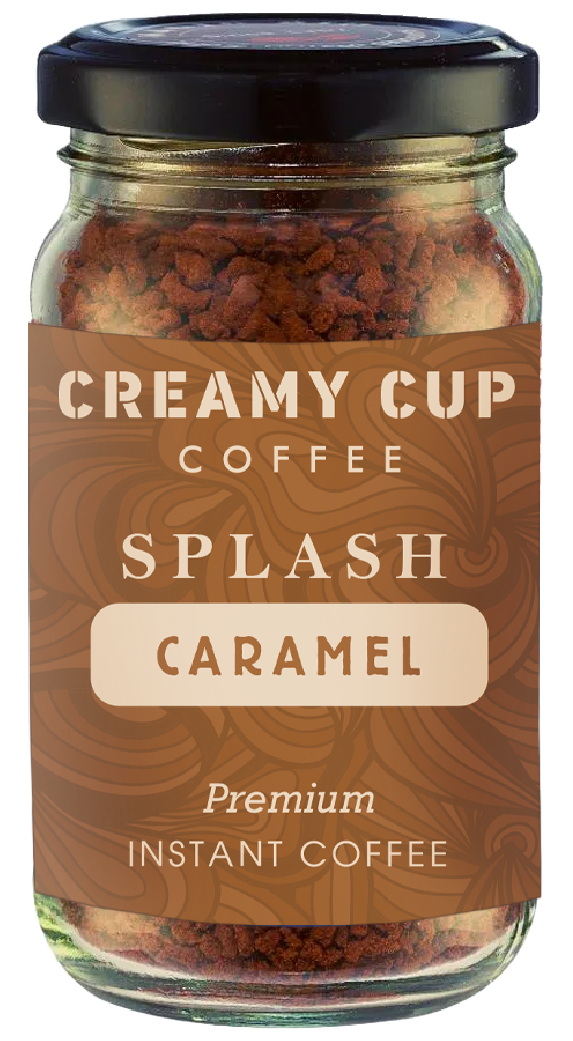 CREAMY CUP
COFFEE
SPLASH
CARAMEL
Premium
INSTANT COFFEE